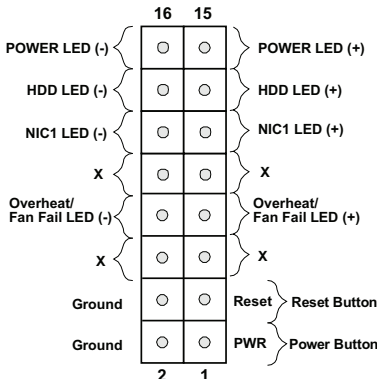 16 15
POWER LED (-) POWER LED (+)
HDD LED (-) HDD LED (+)
NIC1 LED (-) NIC1 LED (+)
X X
Overheat/ Overheat/
Fan Fail LED (-) Fan Fail LED (+)
X X
Ground Reset Reset Button
Ground PWR Power Button
2 1